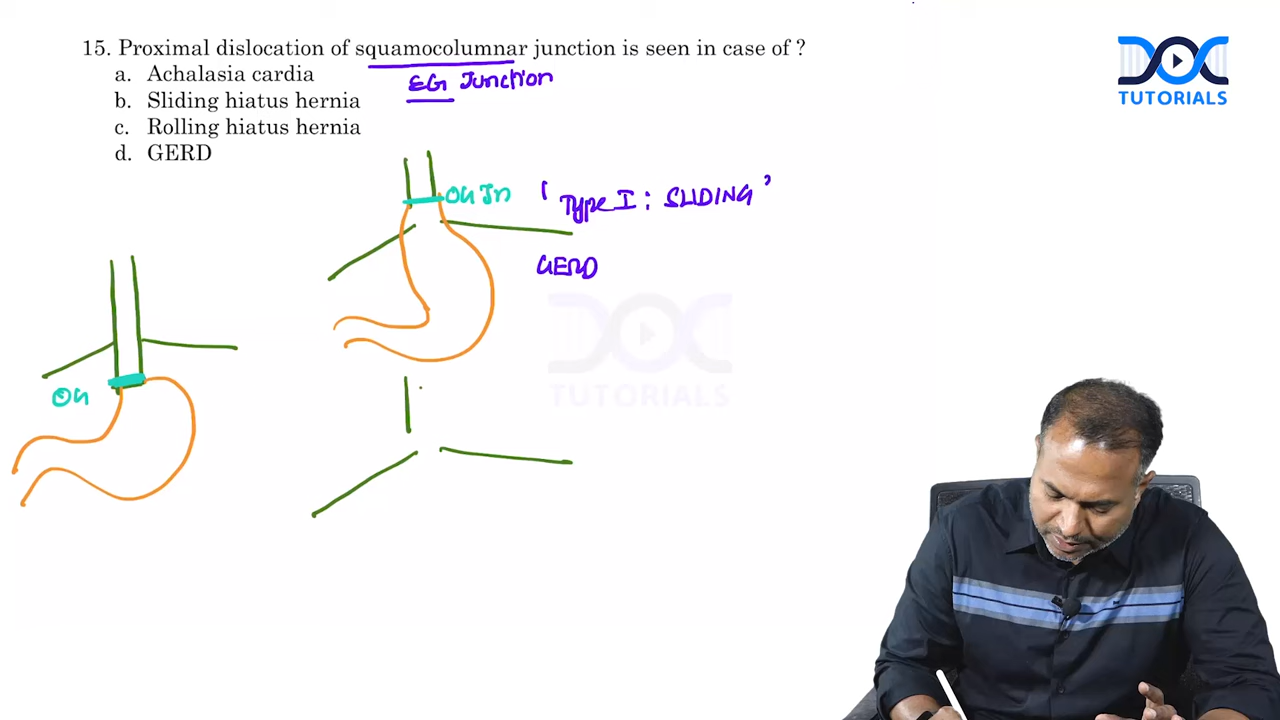 15. Proximal dislocation of squamocolumnar junction is seen in case of ?
a. Achalasia cardia
b. Sliding hiatus hernia
c. Rolling hiatus hernia
d. GERD
EG Junction
OG Jn
'Type I : SLIDING'
GERD
OG
TUTORIALS
TUTORIALS